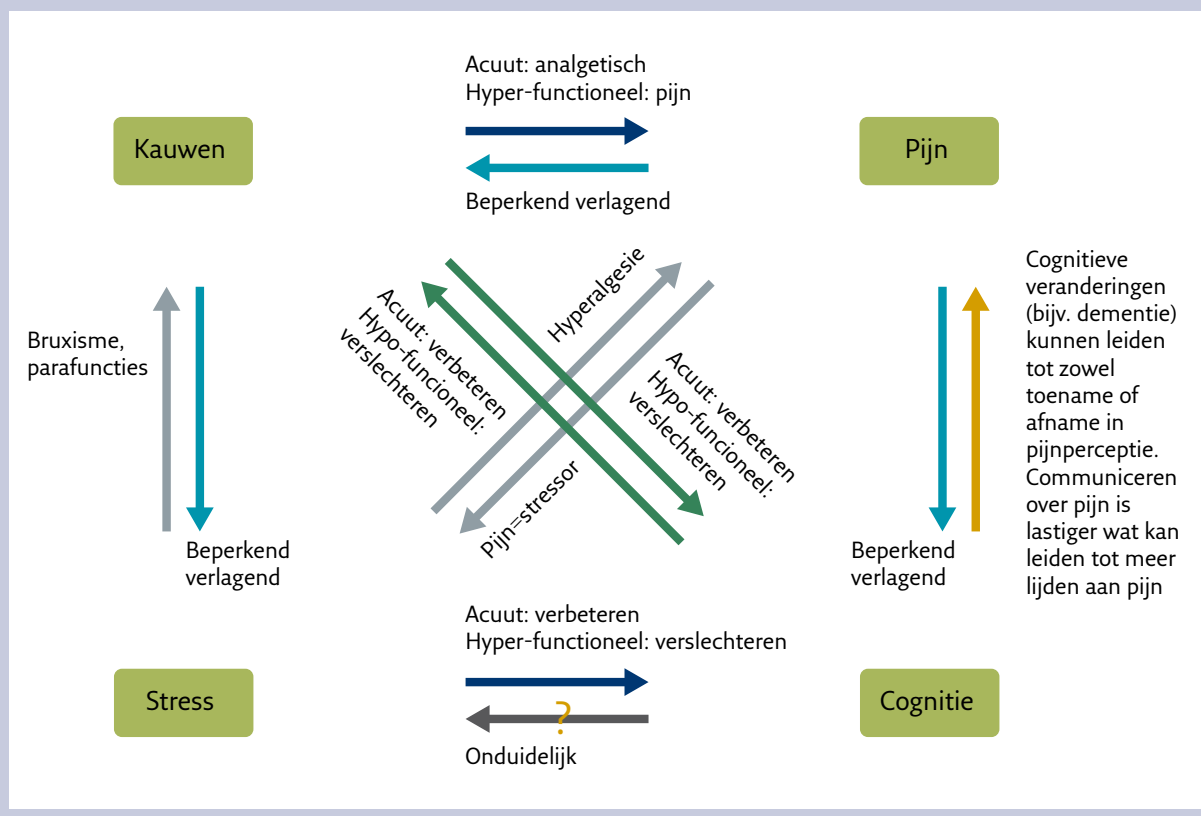 Acuut: analgetisch
Hyper-functioneel: pijn
Kauwen
Pijn
Beperkend verlagend
Hyperalgesie
Acuut: verbeteren
Hypo-funcioneel:
verslechteren
Acuut: verbeteren
Hypo-funcioneel:
verslechteren
Pijn=stressor
Bruxisme,
parafuncties
Beperkend
verlagend
Beperkend
verlagend
Cognitieve
veranderingen
(bijv. dementie)
kunnen leiden
tot zowel
toename of
afname in
pijnperceptie.
Communiceren
over pijn is
lastiger wat kan
leiden tot meer
lijden aan pijn
Acuut: verbeteren
Hyper-functioneel: verslechteren
Stress
Cognitie
?
Onduidelijk